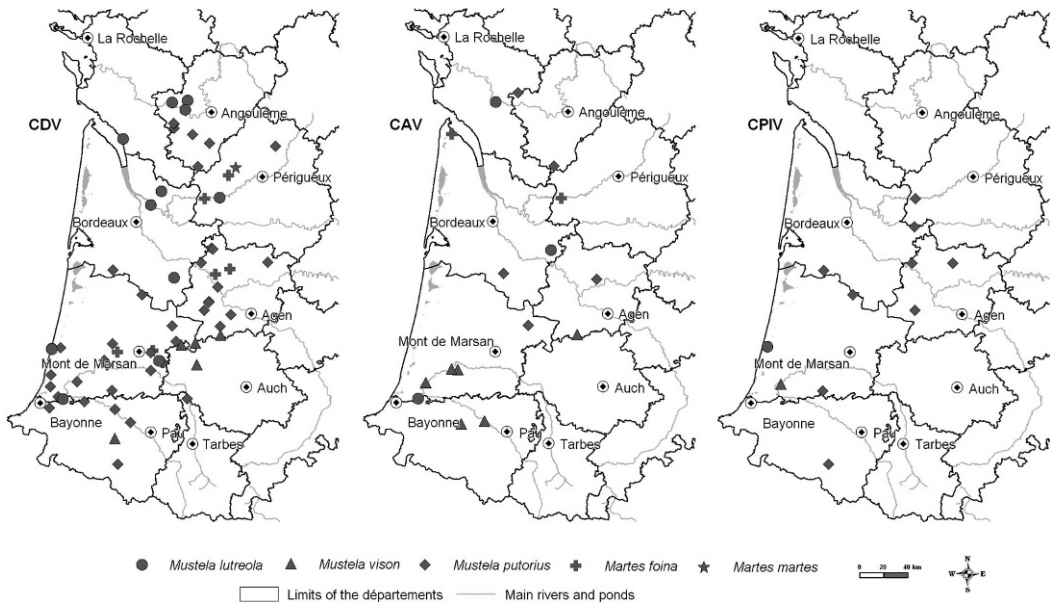 La Rochelle
Angoulême
CDV
Périgueux
Bordeaux
Agen
Mont de Marsan
Auch
Bayonne
Pau
Tarbes
La Rochelle
Angoulême
CAV
Périgueux
Bordeaux
Agen
Mont de Marsan
Auch
Bayonne
Pau
Tarbes
La Rochelle
Angoulême
CPIV
Périgueux
Bordeaux
Agen
Mont de Marsan
Auch
Bayonne
Pau
Tarbes
Mustela lutreola Mustela vison Mustela putorius Martes foina Martes martes
0 20 40 km
N
W E
S
Limits of the départements Main rivers and ponds